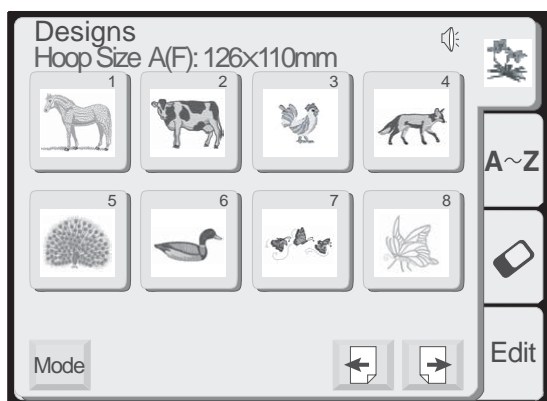 Designs
Hoop Size A(F): 126×110mm
1 2 3 4
A~Z
5 6 7 8
Mode
Edit